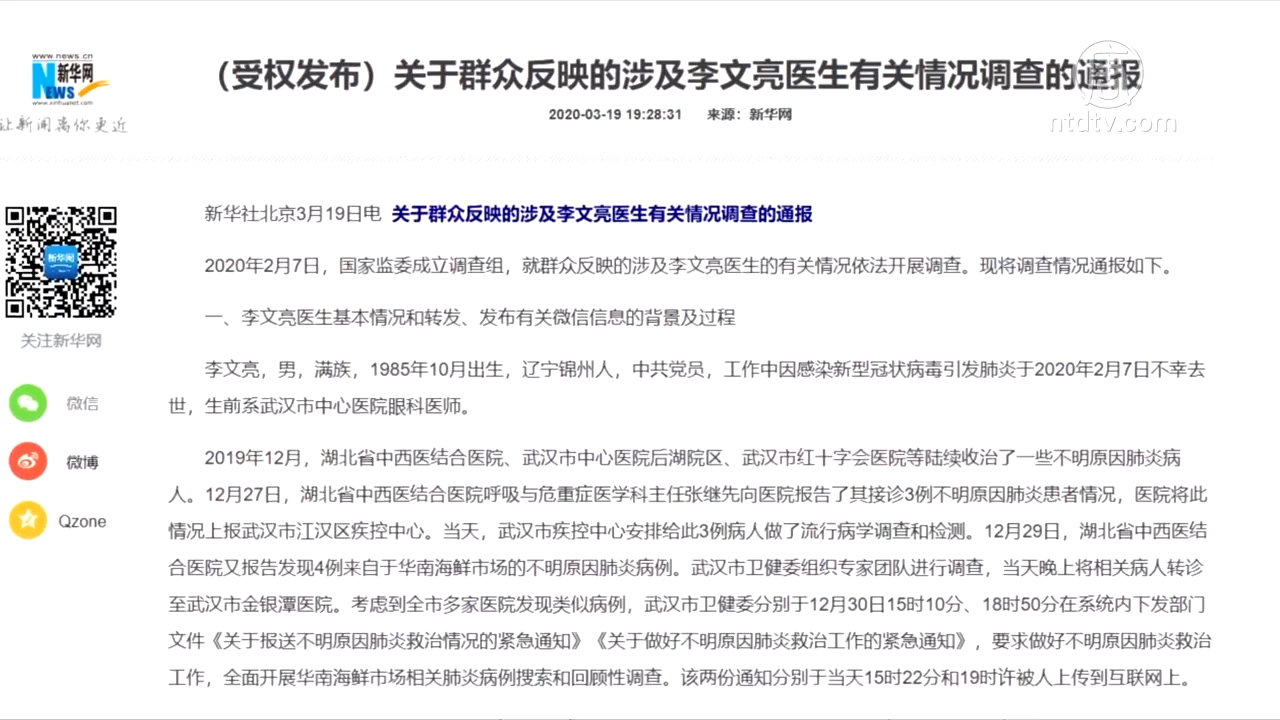 www.news.cn
NEWS 新华网
www.xinhuanet.com
让新闻离你更近
（受权发布）关于群众反映的涉及李文亮医生有关情况调查的通报
2020-03-19 19:28:31 来源：新华网
ntdtv.com
新华社北京3月19日电 关于群众反映的涉及李文亮医生有关情况调查的通报
2020年2月7日，国家监委成立调查组，就群众反映的涉及李文亮医生的有关情况依法开展调查。现将调查情况通报如下。
一、李文亮医生基本情况和转发、发布有关微信信息的背景及过程
李文亮，男，满族，1985年10月出生，辽宁锦州人，中共党员，工作中因感染新型冠状病毒引发肺炎于2020年2月7日不幸去
世，生前系武汉市中心医院眼科医师。
2019年12月，湖北省中西医结合医院、武汉市中心医院后湖院区、武汉市红十字会医院等陆续收治了一些不明原因肺炎病
人。12月27日，湖北省中西医结合医院呼吸与危重症医学科主任张继先向医院报告了其接诊3例不明原因肺炎患者情况，医院将此
情况上报武汉市江汉区疾控中心。当天，武汉市疾控中心安排给此3例病人做了流行病学调查和检测。12月29日，湖北省中西医结
合医院又报告发现4例来自于华南海鲜市场的不明原因肺炎病例。武汉市卫健委组织专家团队进行调查，当天晚上将相关病人转诊
至武汉市金银潭医院。考虑到全市多家医院发现类似病例，武汉市卫健委分别于12月30日15时10分、18时50分在系统内下发部门
文件《关于报送不明原因肺炎救治情况的紧急通知》《关于做好不明原因肺炎救治工作的紧急通知》，要求做好不明原因肺炎救治
工作，全面开展华南海鲜市场相关肺炎病例搜索和回顾性调查。该两份通知分别于当天15时22分和19时许被人上传到互联网上。
新华网
关注新华网
微信
微博
Qzone